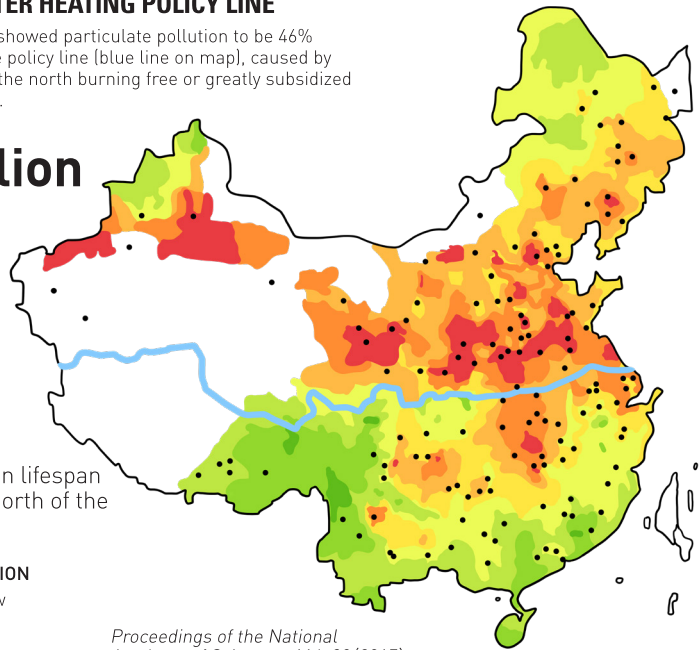 TER HEATING POLICY LINE
showed particulate pollution to be 46%
policy line (blue line on map), caused by
the north burning free or greatly subsidized
lion
n lifespan
orth of the
ION
Proceedings of the National